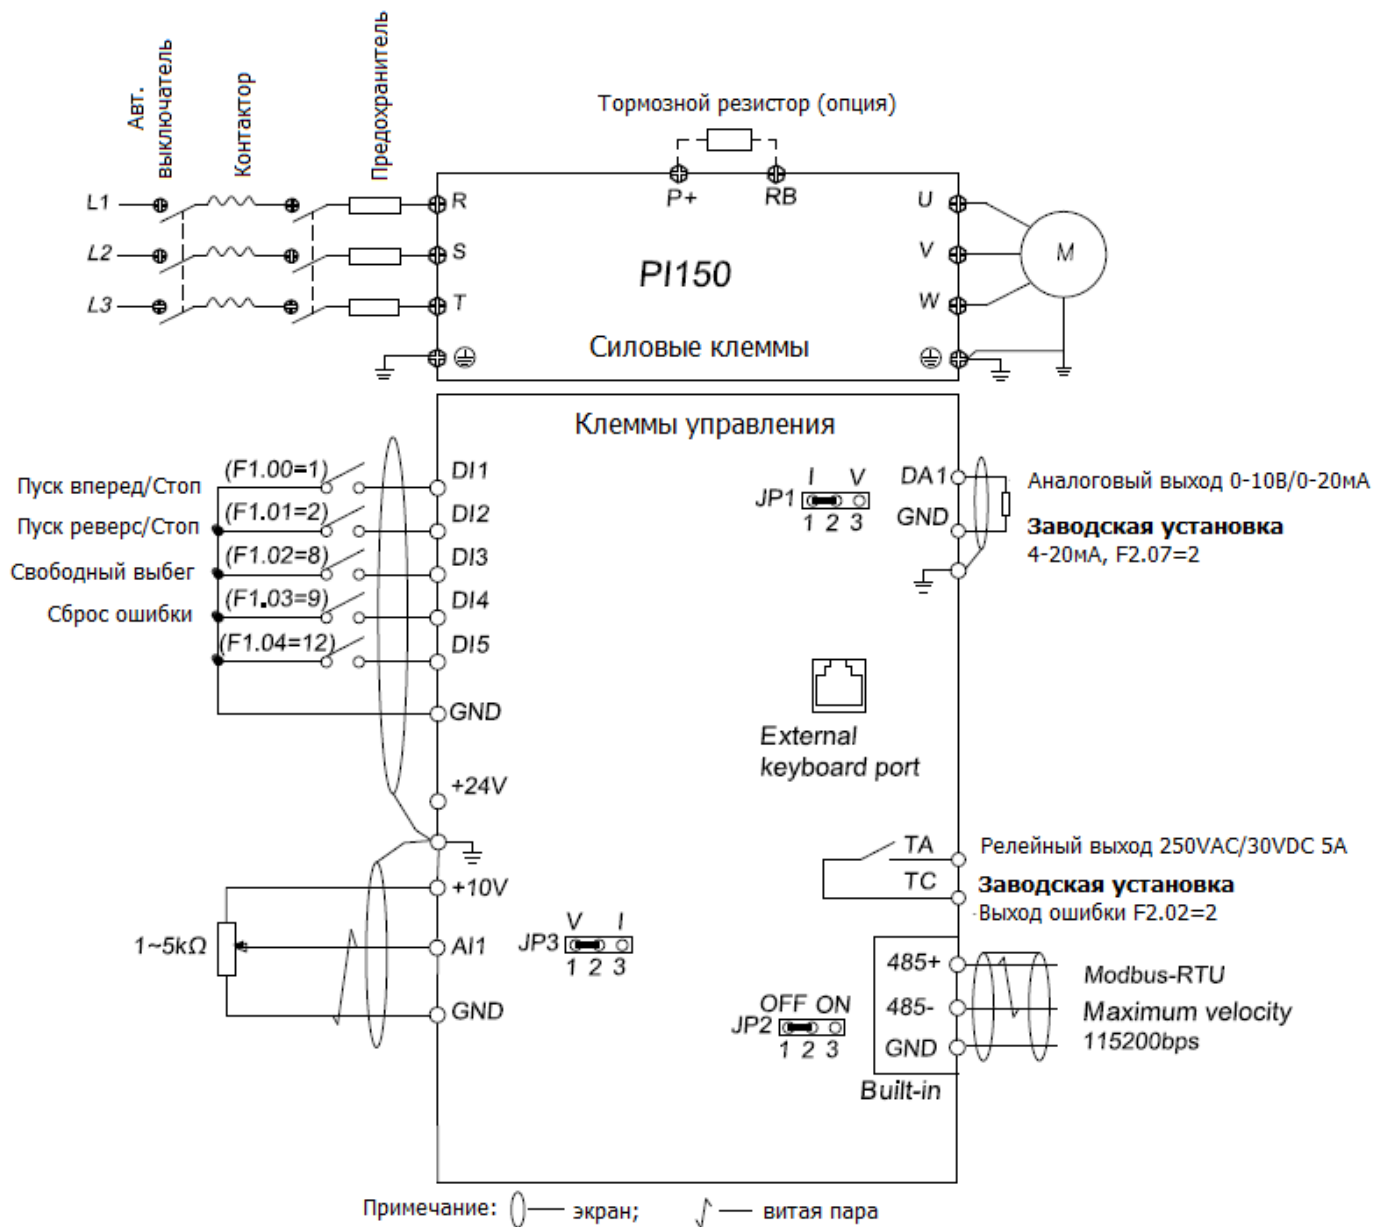 Авт.
выключатель
Контактор
Предохранитель
Тормозной резистор (опция)
P+
RB
L1
L2
L3
R
S
T
PI150
Силовые клеммы
U
V
W
M
Клеммы управления
Пуск вперед/Стоп
(F1.00=1)
DI1
Пуск реверс/Стоп
(F1.01=2)
DI2
Свободный выбег
(F1.02=8)
DI3
Сброс ошибки
(F1.03=9)
DI4
(F1.04=12)
DI5
GND
+24V
+10V
1~5kΩ
AI1
GND
I V
JP1
1 2 3
DA1
GND
Аналоговый выход 0-10В/0-20мА
Заводская установка
4-20мА, F2.07=2
External
keyboard port
TA
TC
Релейный выход 250VAC/30VDC 5A
Заводская установка
Выход ошибки F2.02=2
V I
JP3
1 2 3
OFF ON
JP2
1 2 3
485+
485-
GND
Built-in
Modbus-RTU
Maximum velocity
115200bps
Примечание: экран; витая пара